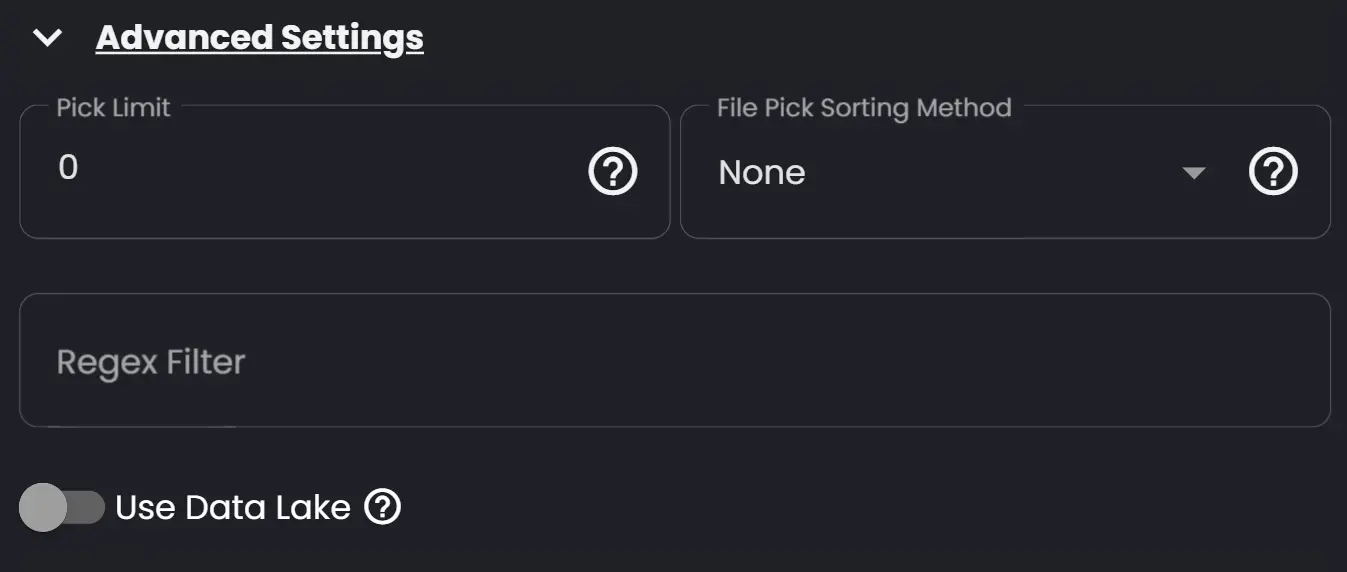 Advanced Settings
Pick Limit
0
File Pick Sorting Method
None
Regex Filter
Use Data Lake